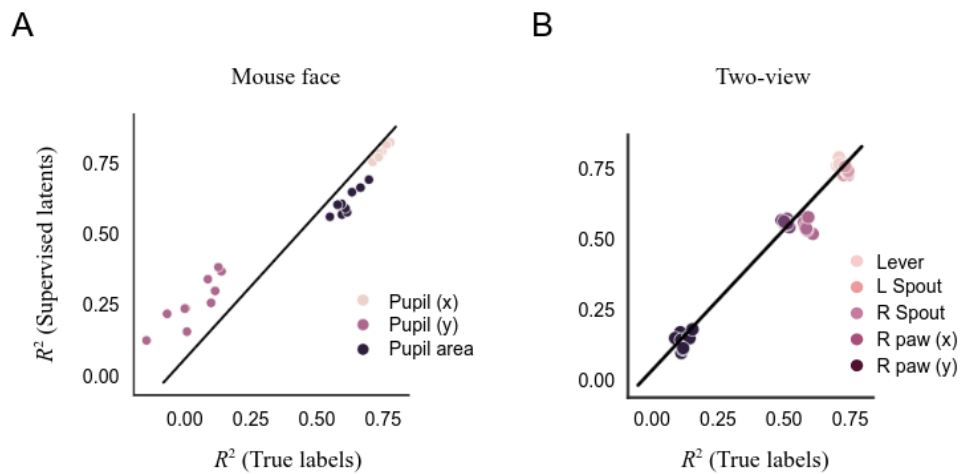 A
B
Mouse face
Two-view
R² (Supervised latents)
0.75
0.50
0.25
0.00
0.00
0.25
0.50
0.75
R² (True labels)
Pupil (x)
Pupil (y)
Pupil area
0.75
0.50
0.25
0.00
0.00
0.25
0.50
0.75
R² (True labels)
Lever
L Spout
R Spout
R paw (x)
R paw (y)